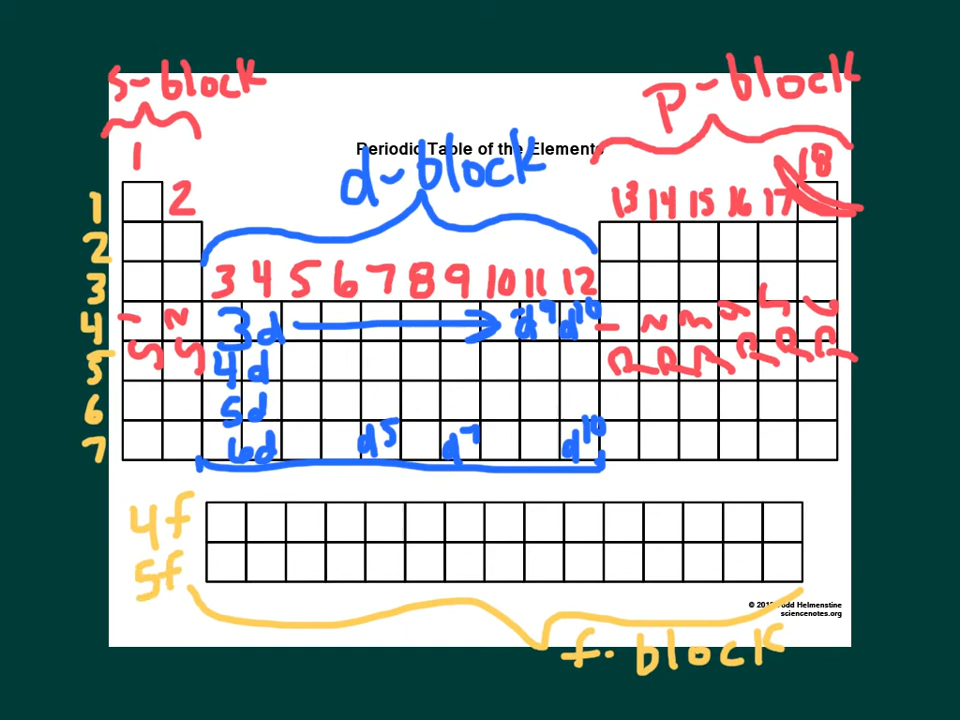 s-block p-block
Periodic Table of the Elements
d-block
1 18
1 2 13 14 15 16 17
2
3 3 4 5 6 7 8 9 10 11 12
4 3d d9 d10
5 4d
6 5d
7 6d d5 d7 d10
4f
5f
© 201 Todd Helmenstine
sciencenotes.org
f-block